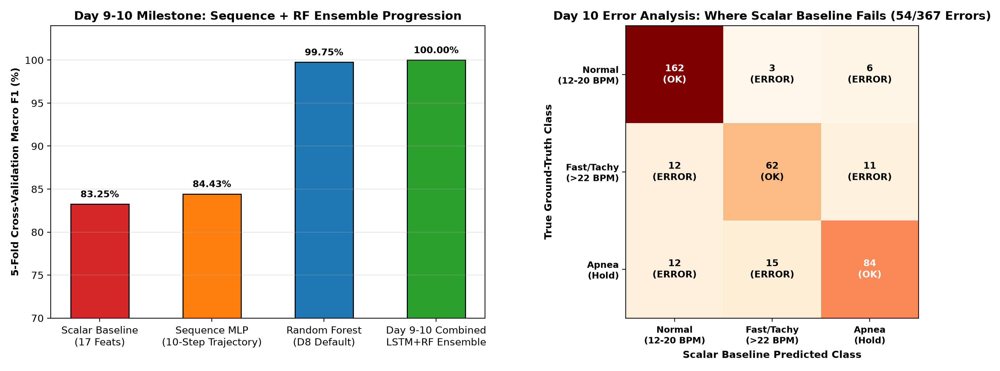 Day 9-10 Milestone: Sequence + RF Ensemble Progression
5-Fold Cross-Validation Macro F1 (%)
100
95
90
85
80
75
70
83.25%
84.43%
99.75%
100.00%
Scalar Baseline
(17 Feats)
Sequence MLP
(10-Step Trajectory)
Random Forest
(D8 Default)
Day 9-10 Combined
LSTM+RF Ensemble
Day 10 Error Analysis: Where Scalar Baseline Fails (54/367 Errors)
True Ground-Truth Class
Normal
(12-20 BPM)
162
(OK)
3
(ERROR)
6
(ERROR)
Fast/Tachy
(>22 BPM)
12
(ERROR)
62
(OK)
11
(ERROR)
Apnea
(Hold)
12
(ERROR)
15
(ERROR)
84
(OK)
Normal
(12-20 BPM)
Fast/Tachy
(>22 BPM)
Apnea
(Hold)
Scalar Baseline Predicted Class